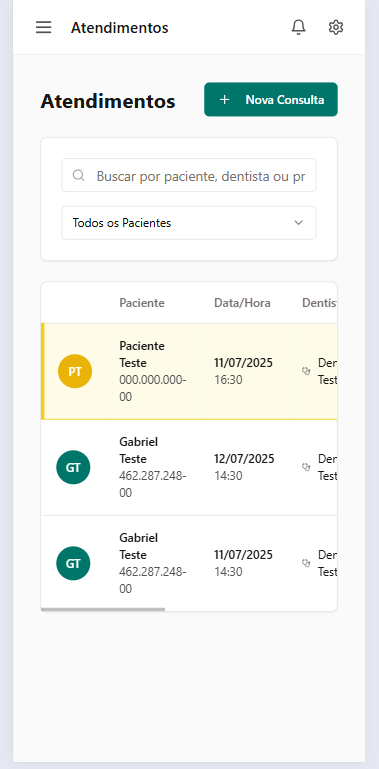 Atendimentos
Atendimentos
Nova Consulta
Buscar por paciente, dentista ou pr
Todos os Pacientes
Paciente Data/Hora Dentis
PT Paciente Teste 000.000.000-00 11/07/2025 16:30 Den Test
GT Gabriel Teste 462.287.248-00 12/07/2025 14:30 Den Test
GT Gabriel Teste 462.287.248-00 11/07/2025 14:30 Den Test